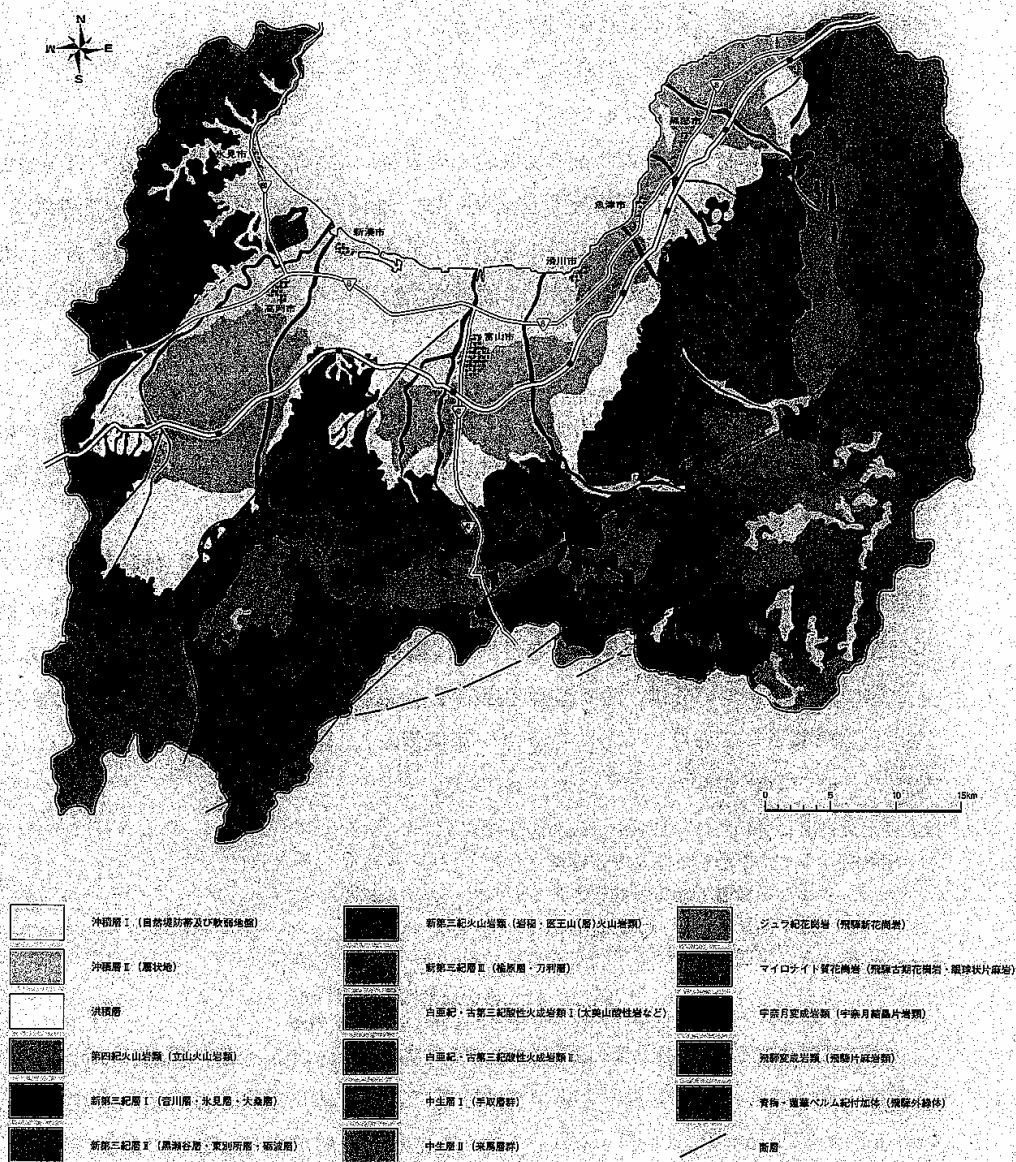 N
W
E
S
氷見市
新湊市
高岡市
富山市
滑川市
魚津市
黒部市
8
8
0
5
10
15km
沖積層Ⅰ (自然堤防帯及び軟弱地盤)
沖積層Ⅱ (扇状地)
洪積層
第四紀火山岩類 (立山火山岩類)
新第三紀層Ⅰ (音川層・氷見層・大桑層)
新第三紀層Ⅱ (黒瀬谷層・東別所層・砺波層)
新第三紀火山岩類 (岩稲・医王山(層)火山岩類)
新第三紀層Ⅲ (楡原層・刀利層)
白亜紀・古第三紀酸性火成岩類Ⅰ (太美山酸性岩など)
白亜紀・古第三紀酸性火成岩類Ⅱ
中生層Ⅰ (手取層群)
中生層Ⅱ (来馬層群)
ジュラ紀花崗岩 (飛騨新花崗岩)
マイロナイト質花崗岩 (飛騨古期花崗岩・眼球状片麻岩)
宇奈月変成岩類 (宇奈月結晶片岩類)
飛騨変成岩類 (飛騨片麻岩類)
青海・蓮華ペルム紀付加体 (飛騨外縁体)
断層